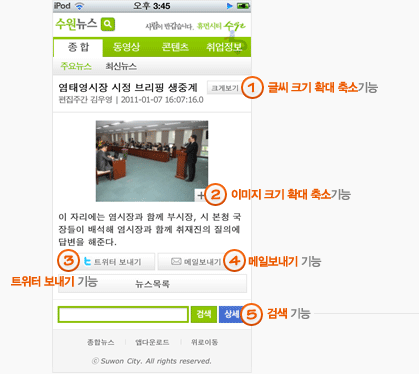 iPod 오후 3:45
수원뉴스 사람이 반갑습니다. 휴먼시티 수원
종 합 동영상 콘텐츠 취업정보
주요뉴스 최신뉴스
염태영시장 시정 브리핑 생중계
편집주간 김우영 | 2011-01-07 16:07:16.0
크게보기
1 글씨 크기 확대 축소기능
+
2 이미지 크기 확대 축소기능
이 자리에는 염시장과 함께 부시장, 시 본청 국
장들이 배석해 염시장과 함께 취재진의 질의에
답변을 해준다.
3 트위터 보내기 메일보내기 4 메일보내기 기능
트위터 보내기 기능
뉴스목록
검색 상세 5 검색 기능
종합뉴스 앱다운로드 위로이동
ⓒ Suwon City. All rights reserved.